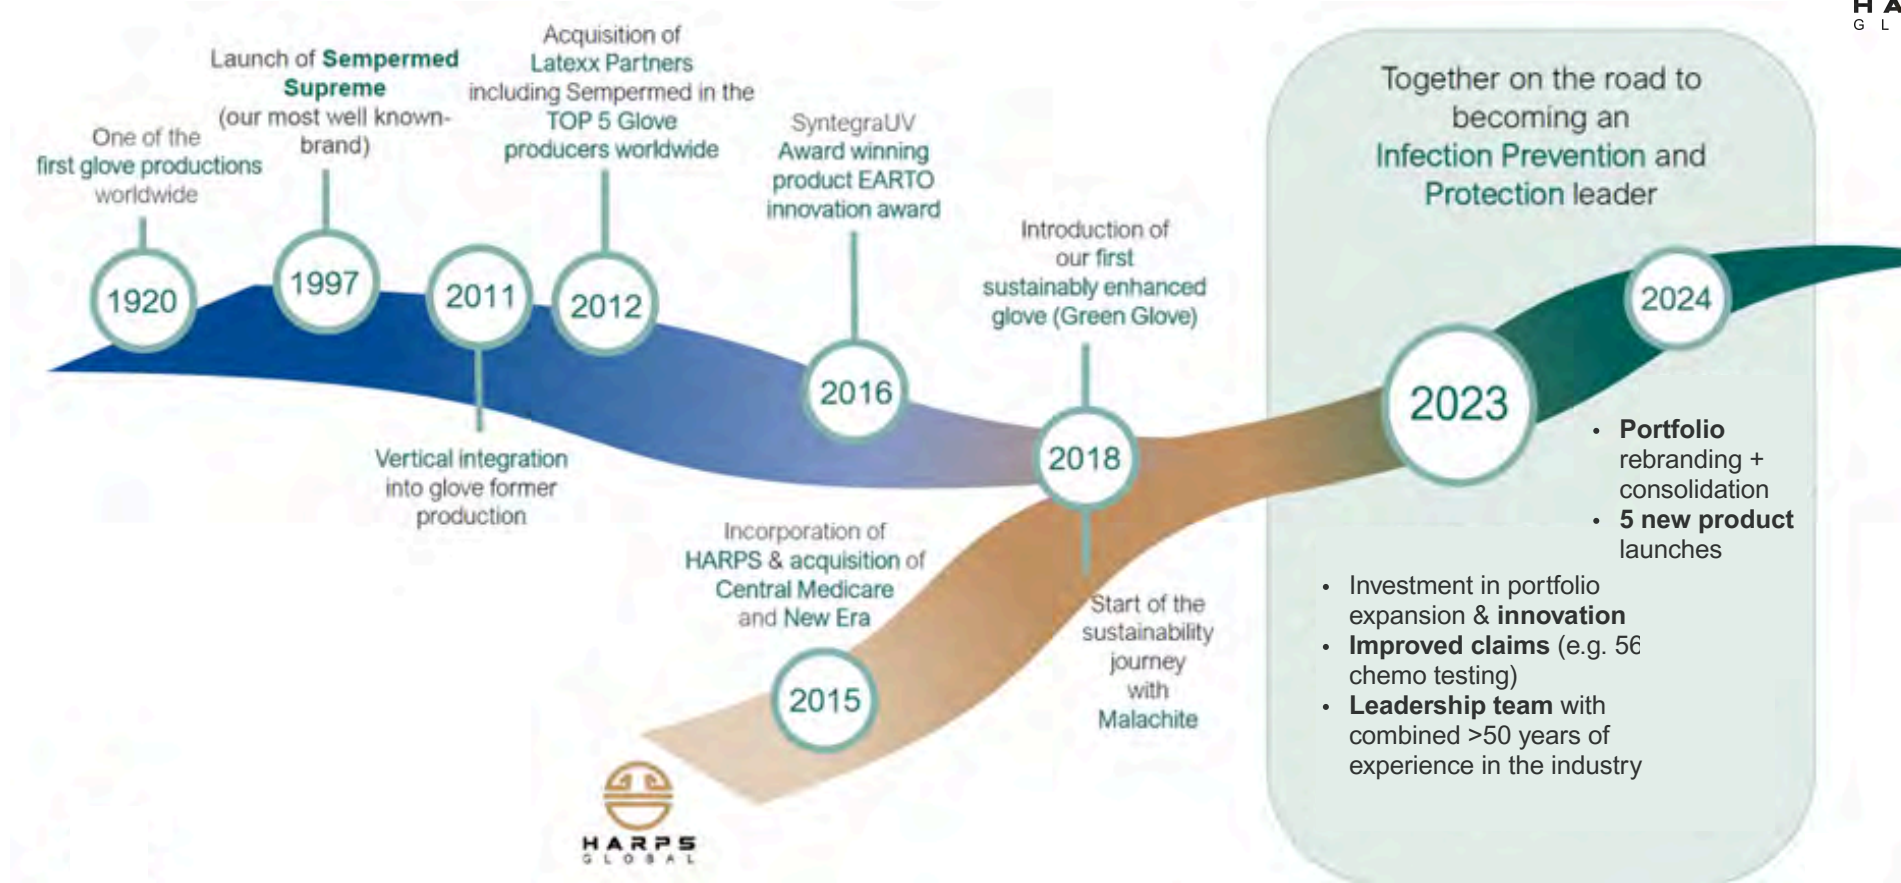 HA
G L
One of the
first glove productions
worldwide
1920
Launch of Sempermed
Supreme
(our most well known-
brand)
1997
2011
Vertical integration
into glove former
production
Acquisition of
Latexx Partners
including Sempermed in the
TOP 5 Glove
producers worldwide
2012
SyntegraUV
Award winning
product EARTO
innovation award
2016
Incorporation of
HARPS & acquisition of
Central Medicare
and New Era
2015
HARPS
GLOBAL
Introduction of
our first
sustainably enhanced
glove (Green Glove)
2018
Start of the
sustainability
journey
with
Malachite
Together on the road to
becoming an
Infection Prevention and
Protection leader
2023
• Investment in portfolio
expansion & innovation
• Improved claims (e.g. 56
chemo testing)
• Leadership team with
combined >50 years of
experience in the industry
2024
• Portfolio
rebranding +
consolidation
• 5 new product
launches